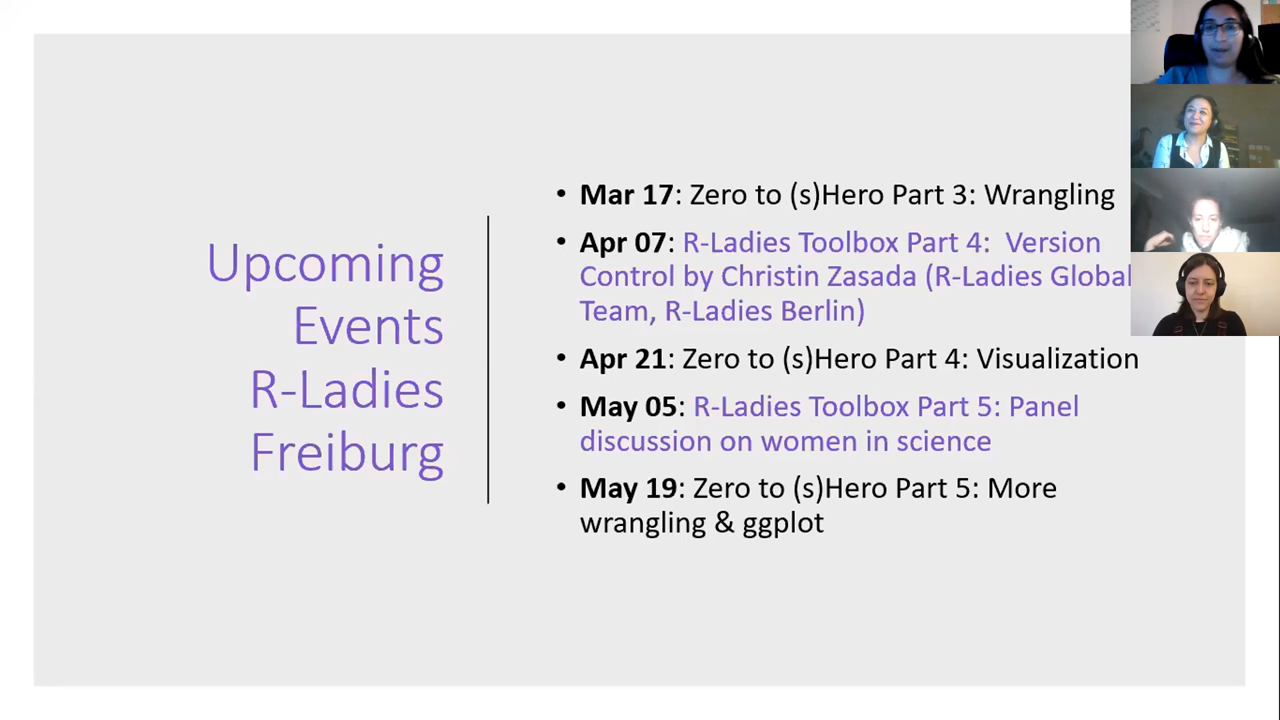 Upcoming
Events
R-Ladies
Freiburg
• Mar 17: Zero to (s)Hero Part 3: Wrangling
• Apr 07: R-Ladies Toolbox Part 4:  Version
Control by Christin Zasada (R-Ladies Global
Team, R-Ladies Berlin)
• Apr 21: Zero to (s)Hero Part 4: Visualization
• May 05: R-Ladies Toolbox Part 5: Panel
discussion on women in science
• May 19: Zero to (s)Hero Part 5: More
wrangling & ggplot